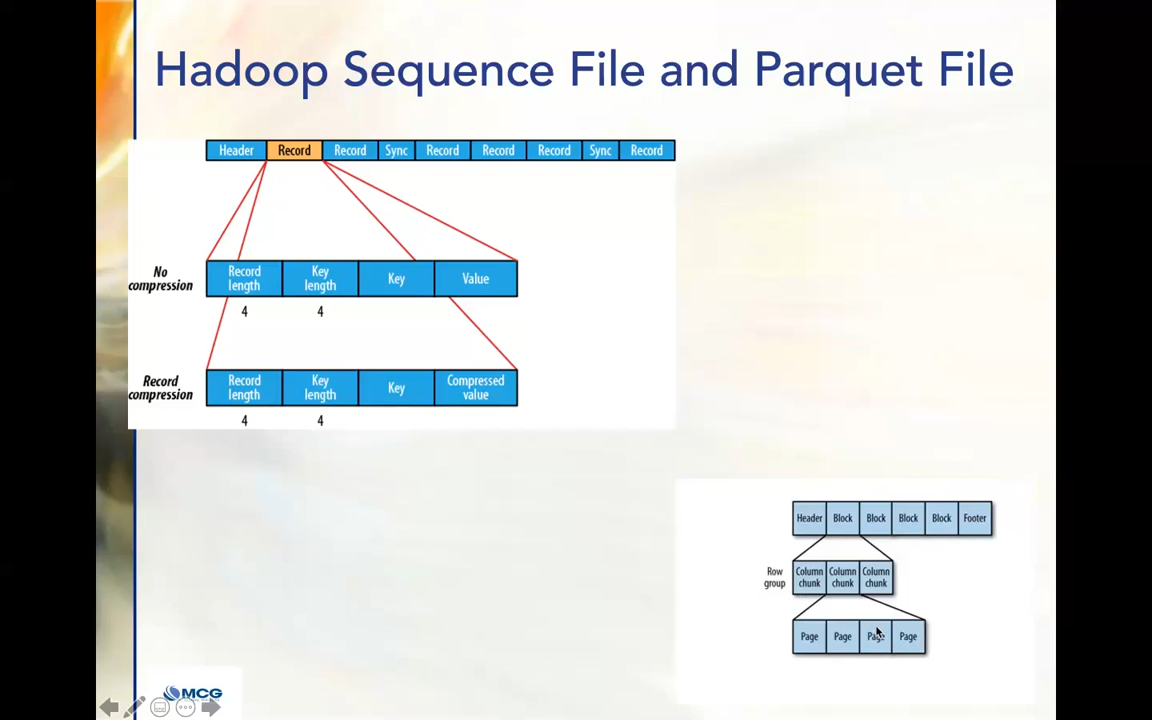 Hadoop Sequence File and Parquet File
Header Record Record Sync Record Record Record Sync Record
No
compression
Record
length
Key
length
Key
Value
4 4
Record
compression
Record
length
Key
length
Key
Compressed
value
4 4
Header Block Block Block Block Footer
Row
group
Column
chunk
Column
chunk
Column
chunk
Page Page Page Page
MCG